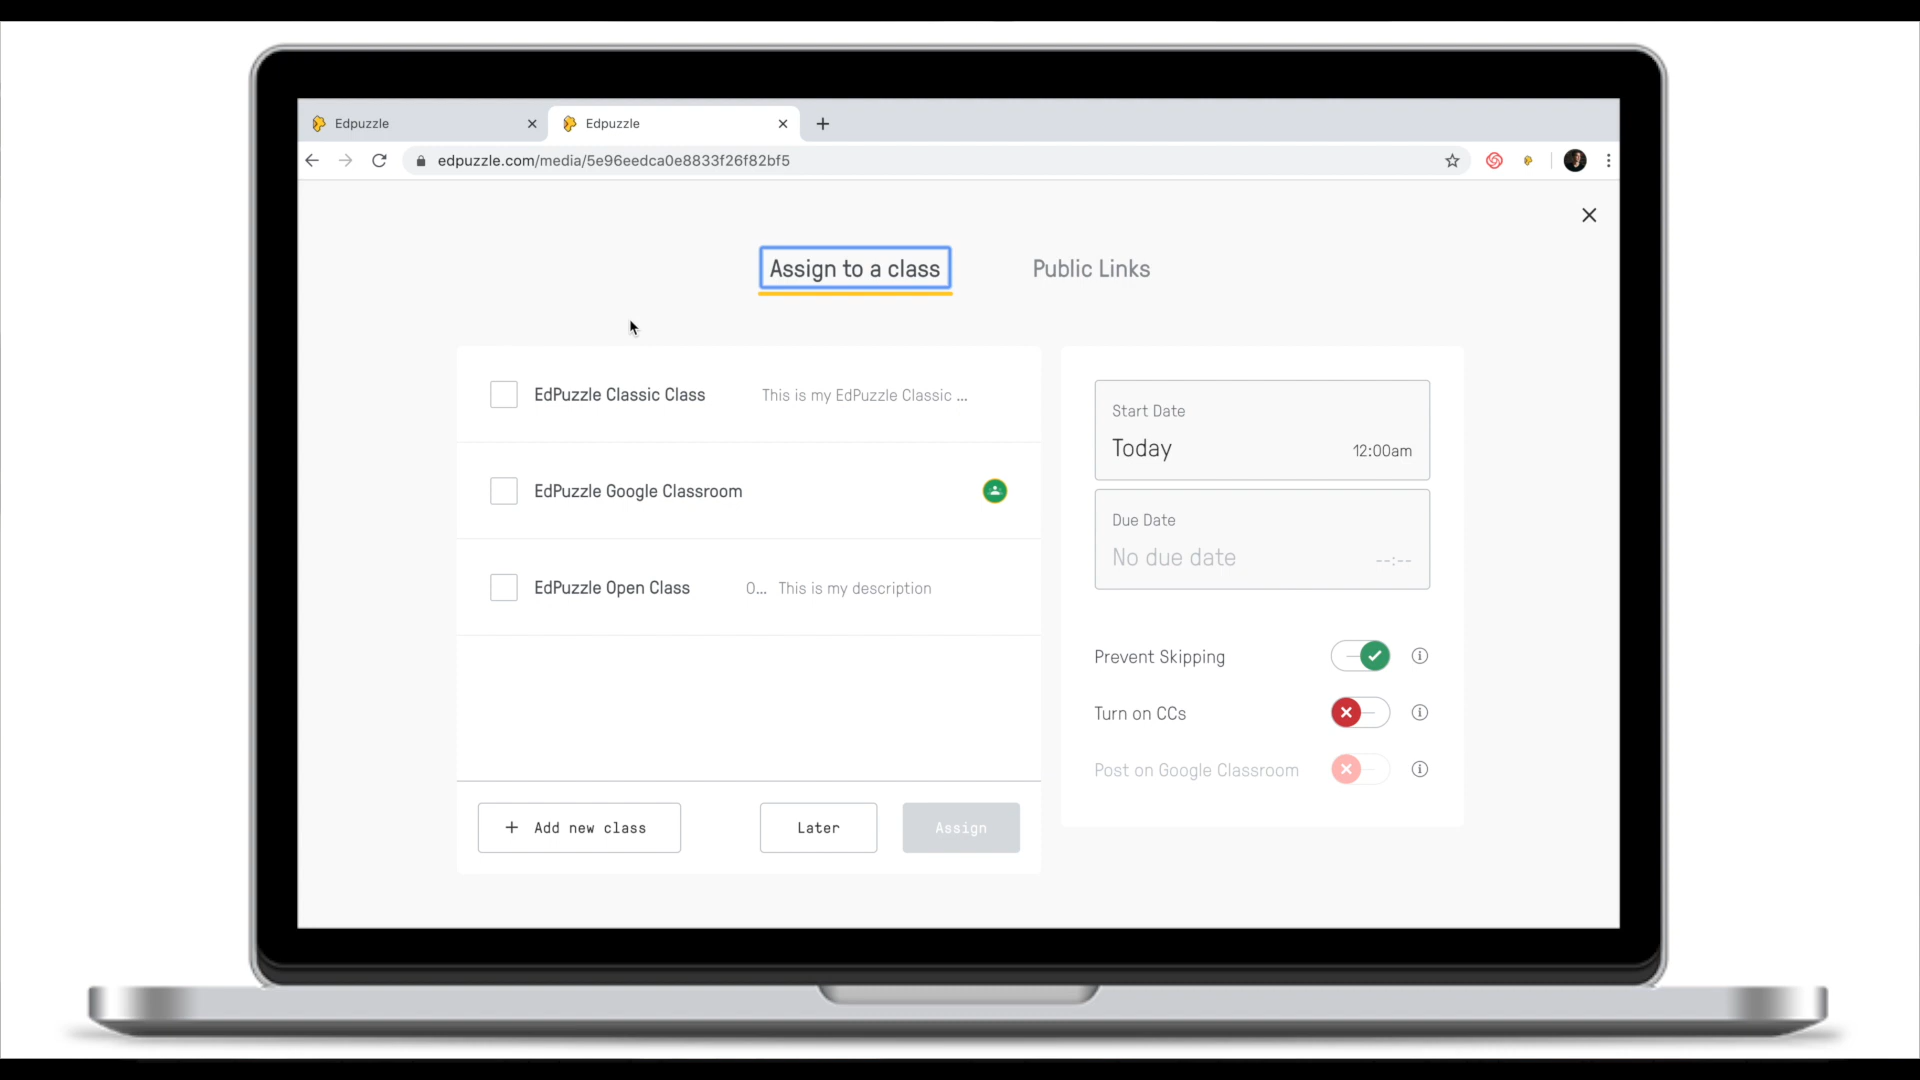 Edpuzzle
Edpuzzle
edpuzzle.com/media/5e96eedca0e8833f26f82bf5
Assign to a class
Public Links
EdPuzzle Classic Class
This is my EdPuzzle Classic ...
EdPuzzle Google Classroom
EdPuzzle Open Class
0... This is my description
+ Add new class
Later
Assign
Start Date
Today
12:00am
Due Date
No due date
--:--
Prevent Skipping
Turn on CCs
Post on Google Classroom